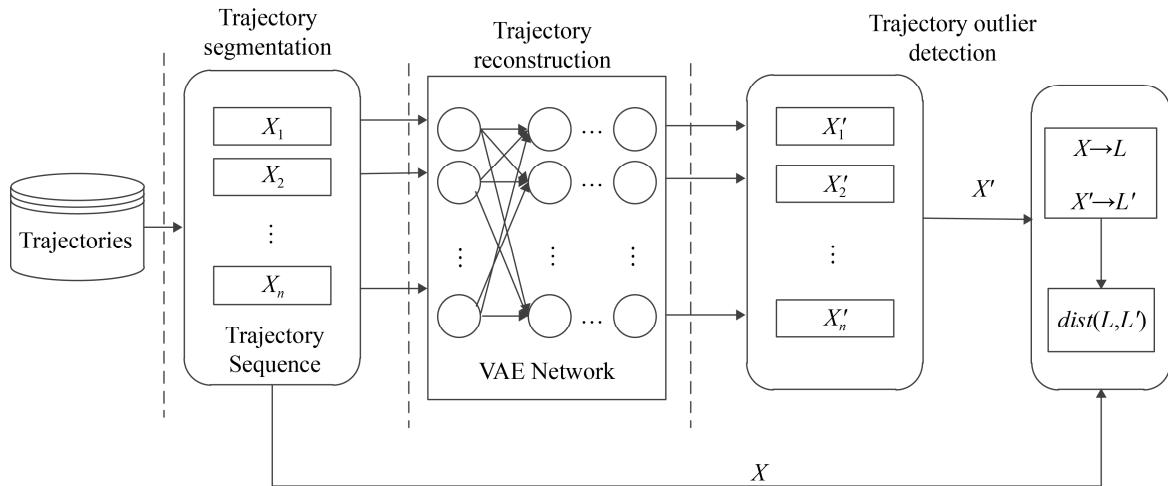 Trajectory
segmentation
Trajectory
reconstruction
Trajectory outlier
detection
Trajectories
X₁
X₂
⋮
Xₙ
Trajectory
Sequence
...
...
⋮ ⋮ ⋮
...
VAE Network
X′₁
X′₂
⋮
X′ₙ
X′
X→L
X′→L′
dist(L,L′)
X